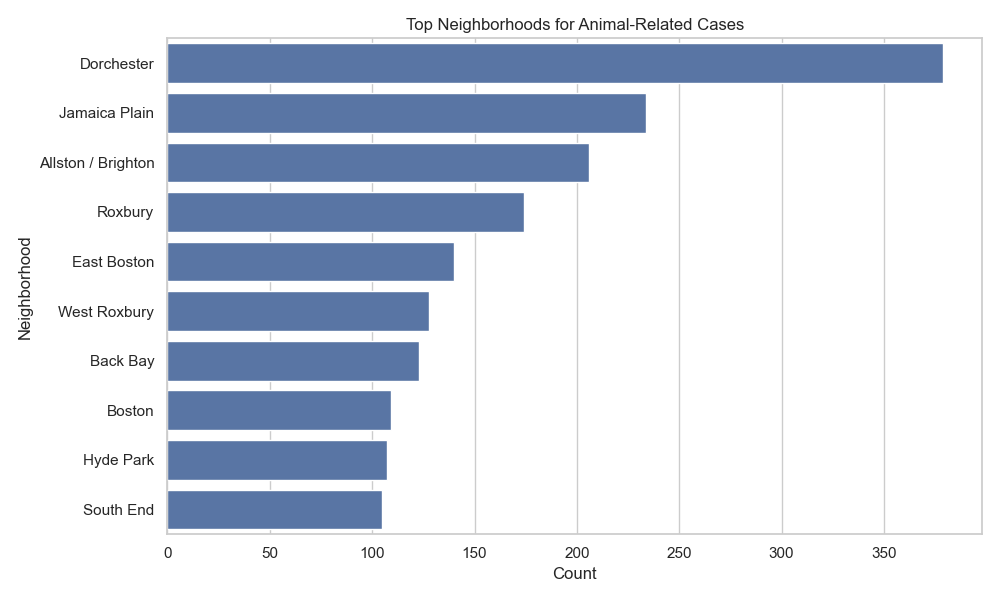 Top Neighborhoods for Animal-Related Cases
Neighborhood
Dorchester
Jamaica Plain
Allston / Brighton
Roxbury
East Boston
West Roxbury
Back Bay
Boston
Hyde Park
South End
0 50 100 150 200 250 300 350
Count